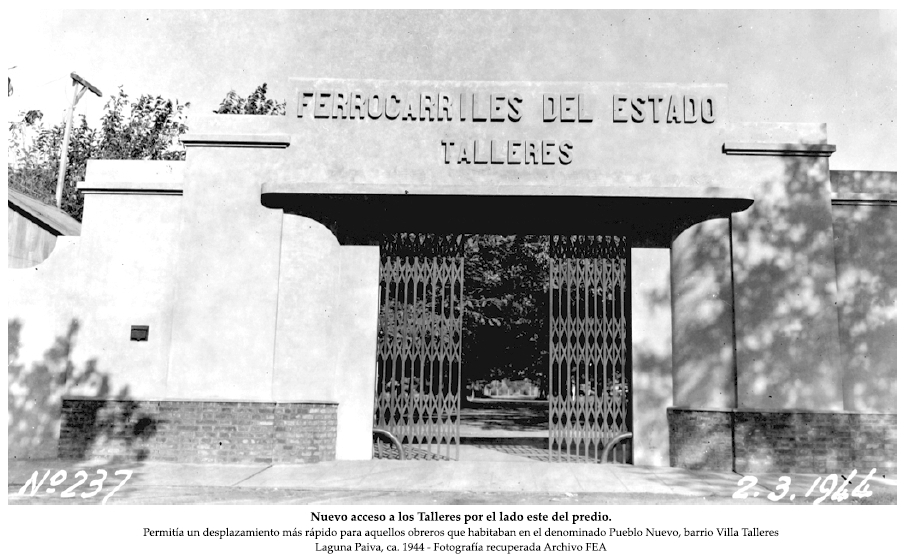 FERROCARRILES DEL ESTADO
TALLERES
Nº 237
2.3.1944
Nuevo acceso a los Talleres por el lado este del predio.
Permitía un desplazamiento más rápido para aquellos obreros que habitaban en el denominado Pueblo Nuevo, barrio Villa Talleres
Laguna Paiva, ca. 1944 - Fotografía recuperada Archivo FEA